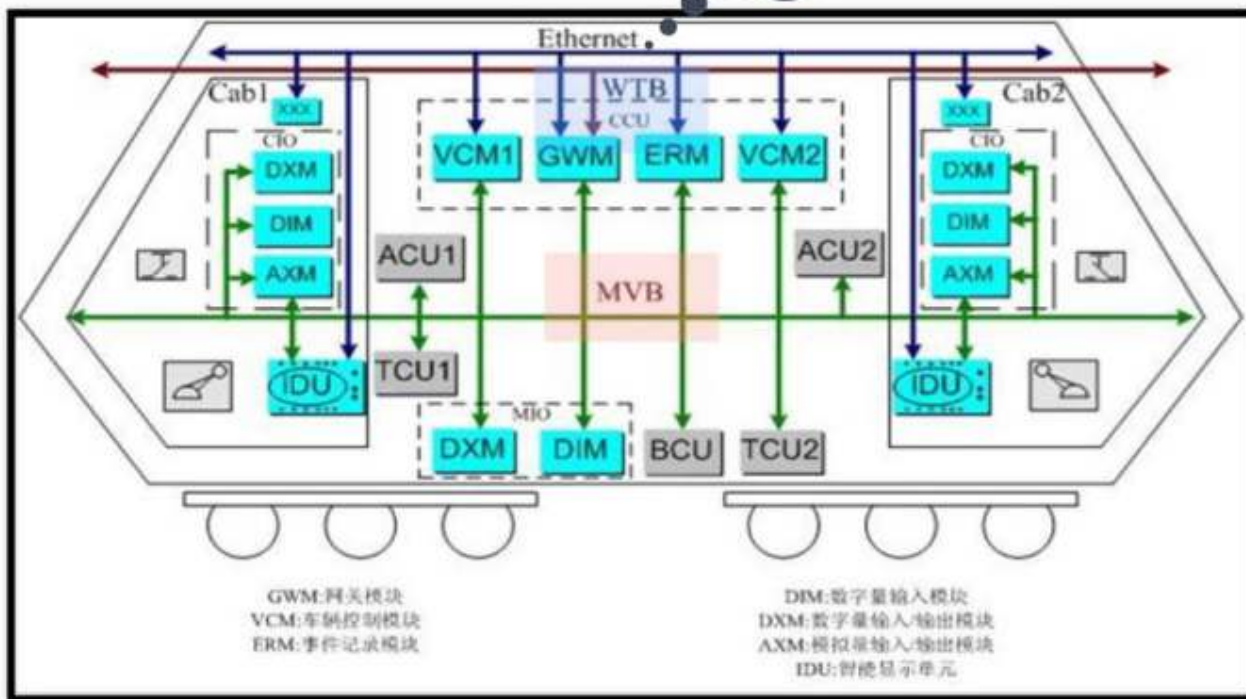 Ethernet
WTB
Cab1
Cab2
XXX
XXX
CCU
CIO
CIO
VCM1
GWM
ERM
VCM2
DXM
DXM
DIM
DIM
ACU1
ACU2
AXM
AXM
MVB
TCU1
IDU
IDU
MIO
DXM
DIM
BCU
TCU2
GWM:网关模块
VCM:车辆控制模块
ERM:事件记录模块
DIM:数字量输入模块
DXM:数字量输入/输出模块
AXM:模拟量输入/输出模块
IDU:智能显示单元